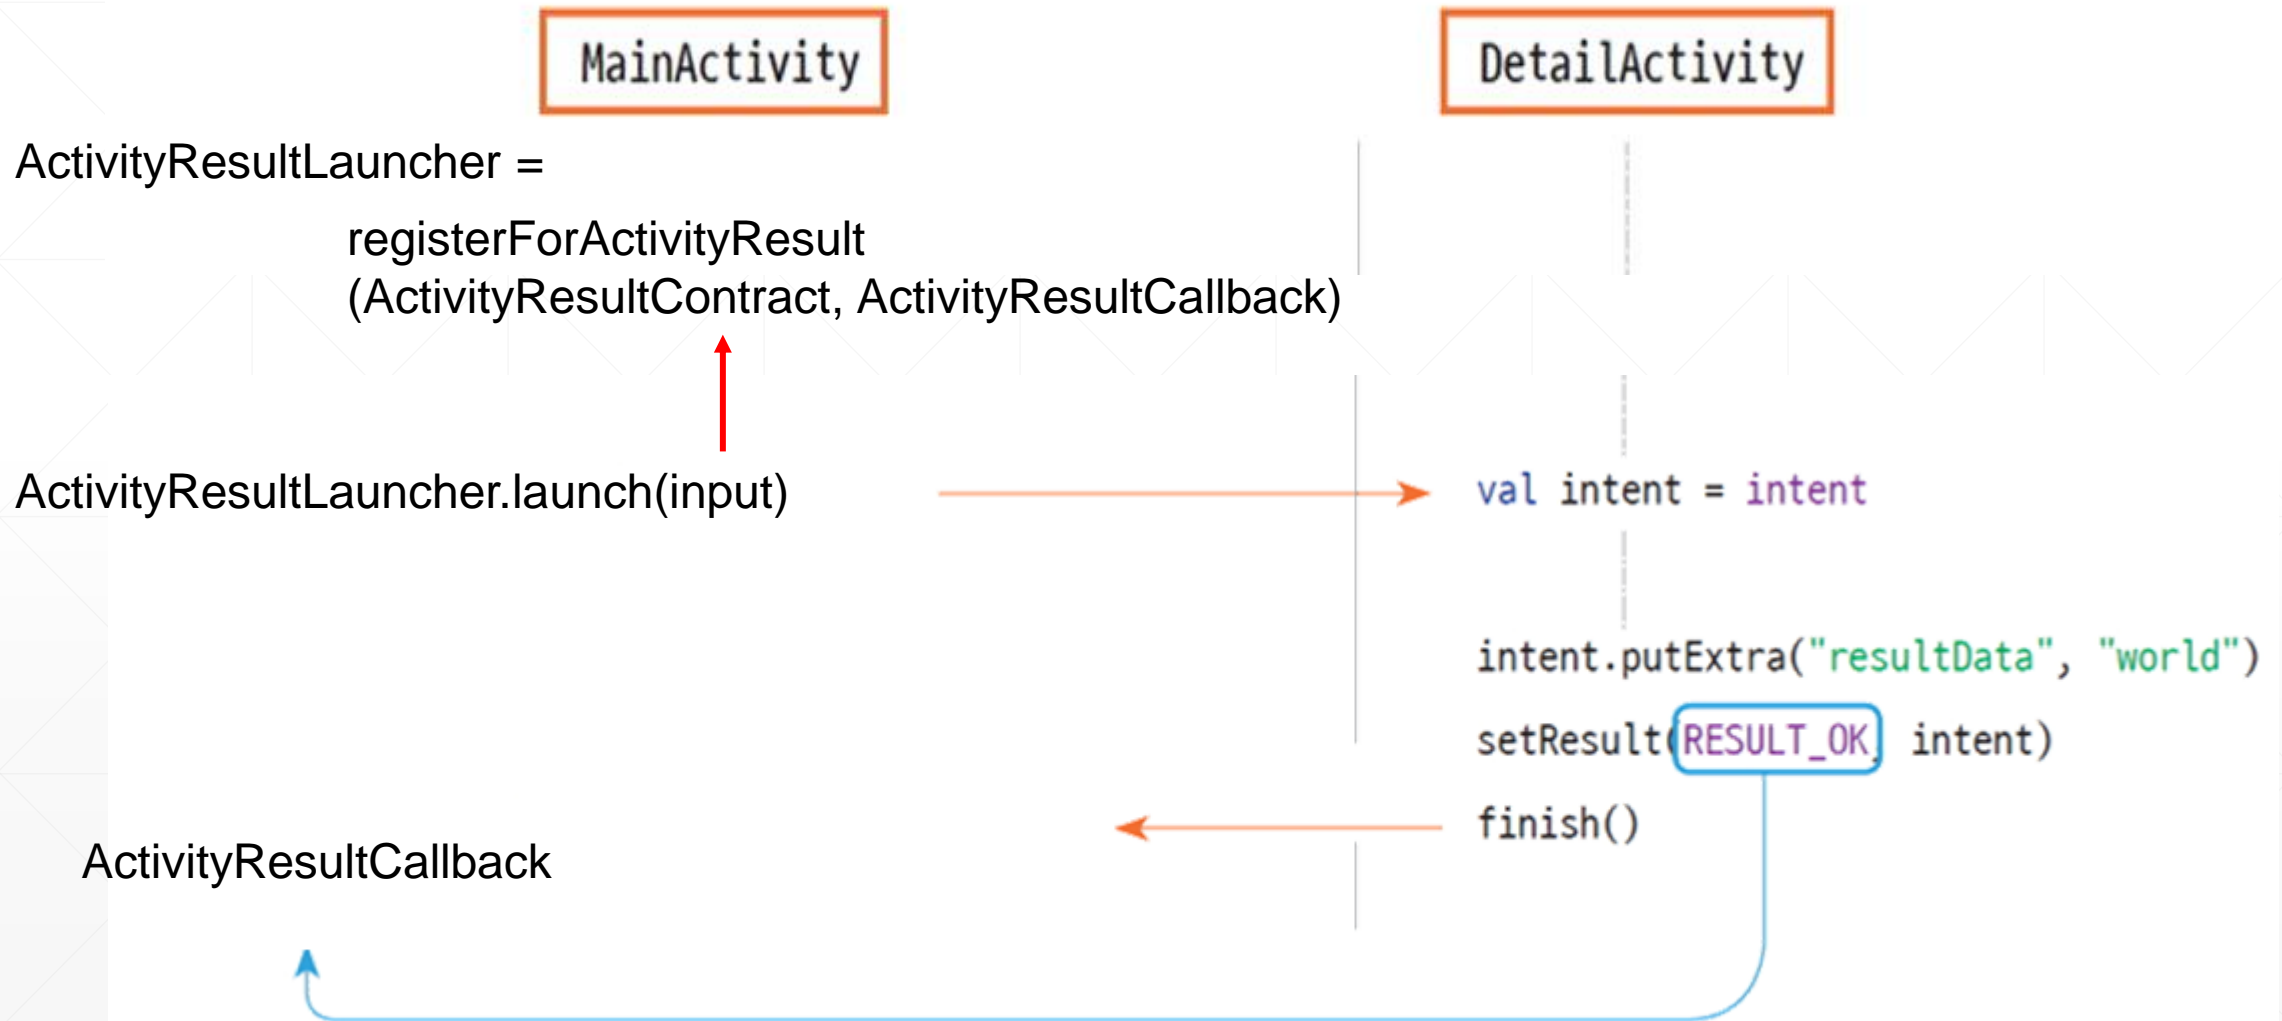 MainActivity
DetailActivity
ActivityResultLauncher =
registerForActivityResult
(ActivityResultContract, ActivityResultCallback)
ActivityResultLauncher.launch(input)
val intent = intent
intent.putExtra("resultData", "world")
setResult(RESULT_OK, intent)
finish()
ActivityResultCallback